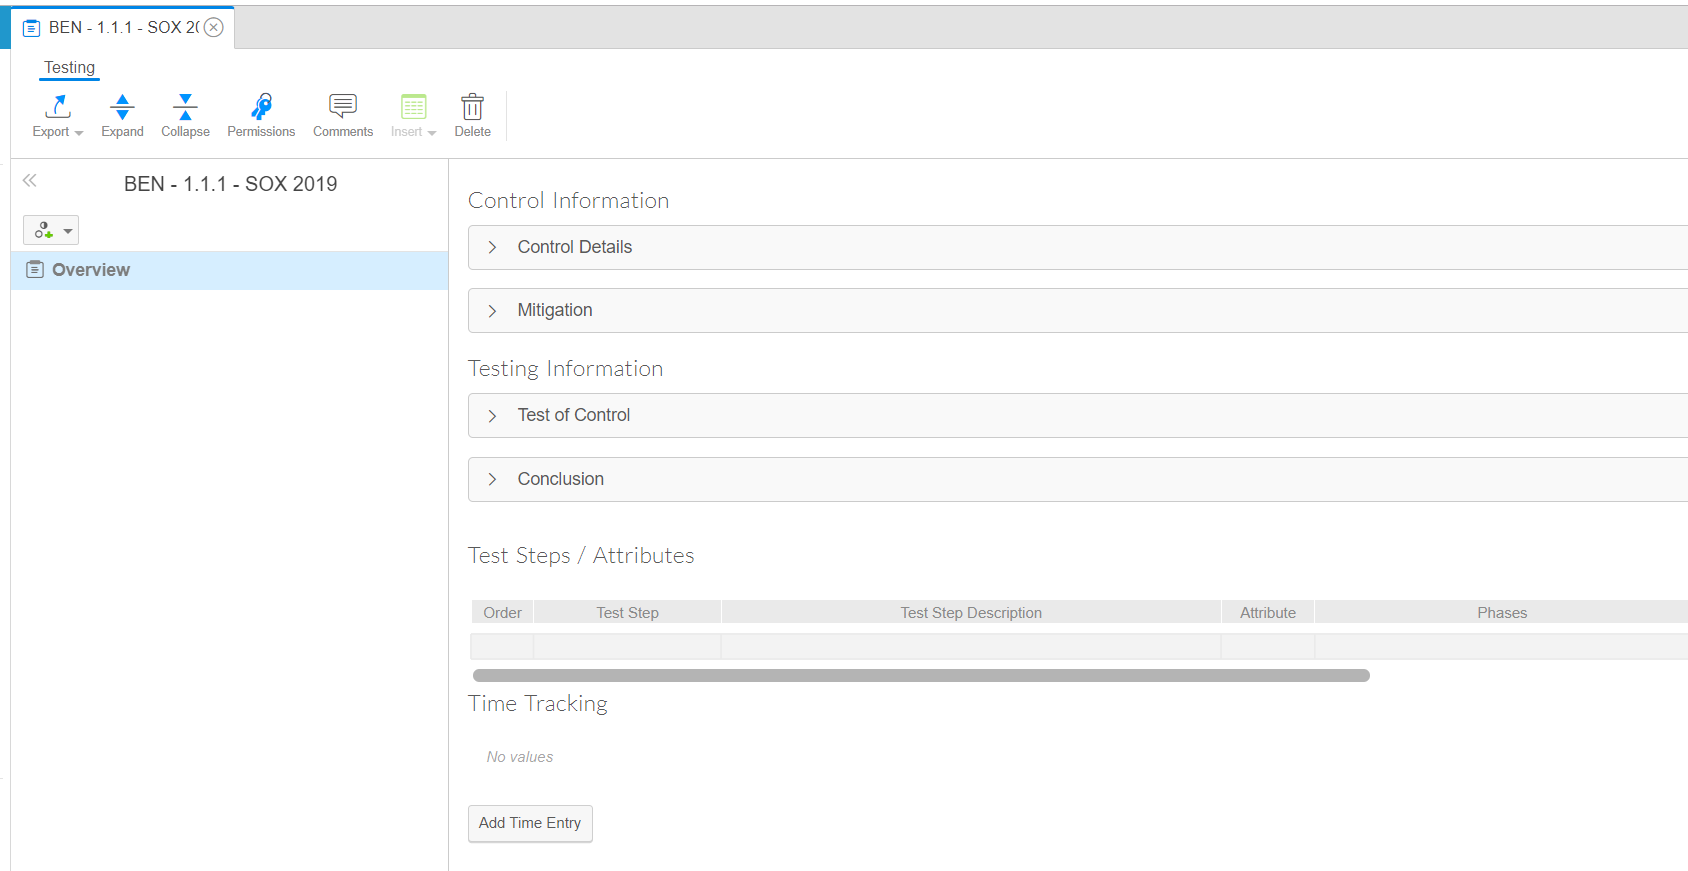 BEN - 1.1.1 - SOX 20
Testing
Export Expand Collapse Permissions Comments Insert Delete
BEN - 1.1.1 - SOX 2019
Overview
Control Information
Control Details
Mitigation
Testing Information
Test of Control
Conclusion
Test Steps / Attributes
Order Test Step Test Step Description Attribute Phases
Time Tracking
No values
Add Time Entry